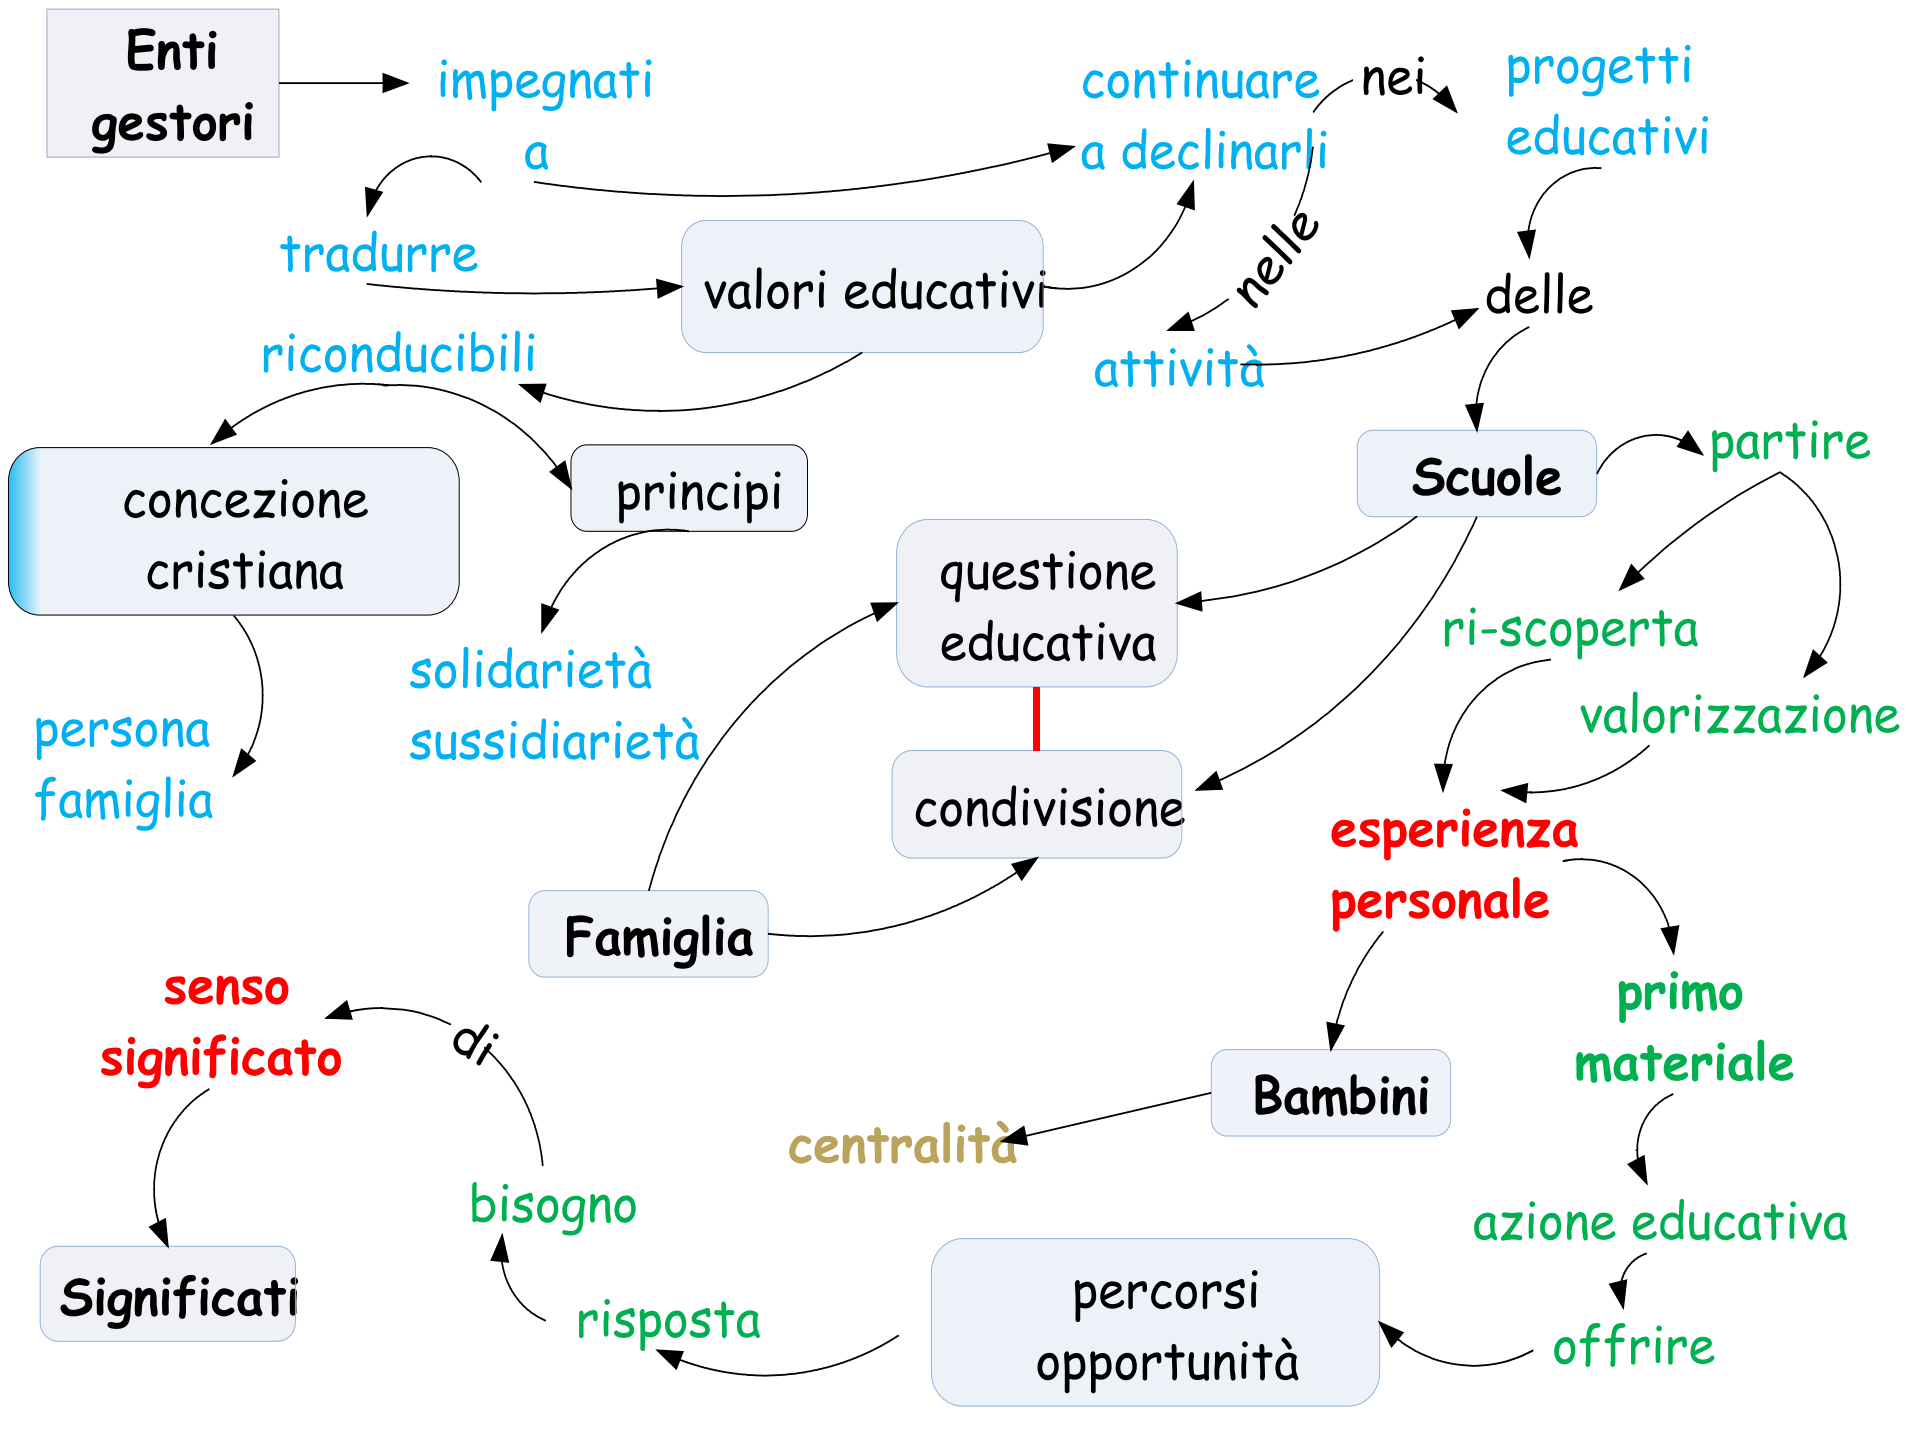 Enti
gestori
impegnati
a
continuare
a declinarli
nei
progetti
educativi
tradurre
valori educativi
nelle
delle
riconducibili
attività
concezione
cristiana
principi
Scuole
partire
questione
educativa
ri-scoperta
solidarietà
sussidiarietà
persona
famiglia
valorizzazione
condivisione
esperienza
personale
Famiglia
senso
significato
di
primo
materiale
Bambini
centralità
bisogno
azione educativa
Significati
risposta
percorsi
opportunità
offrire